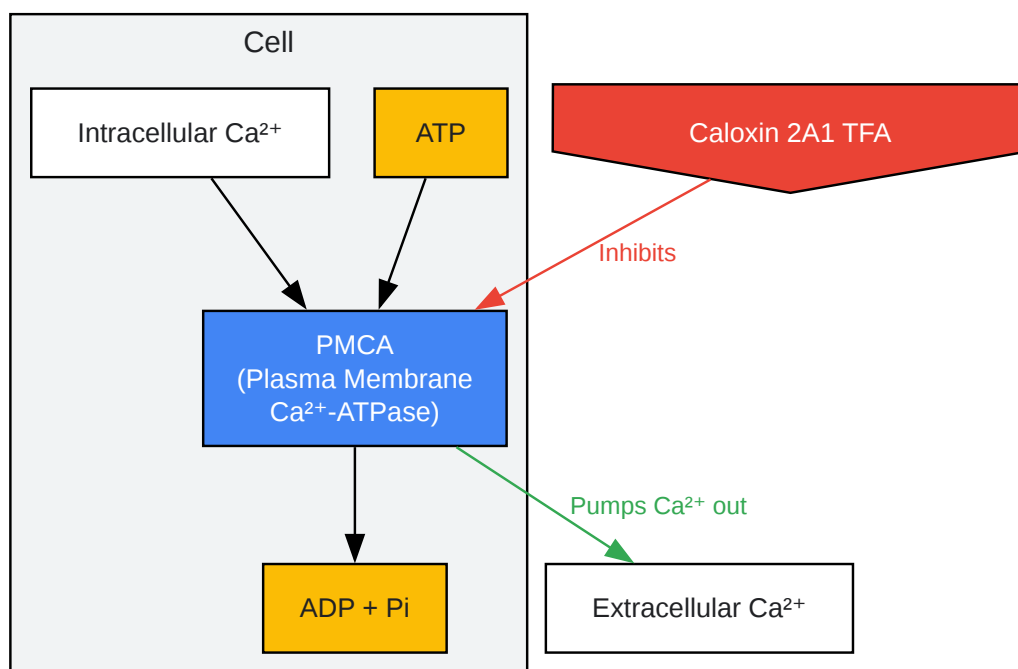 Cell
Intracellular Ca²⁺
ATP
Caloxin 2A1 TFA
Inhibits
PMCA
(Plasma Membrane
Ca²⁺-ATPase)
Pumps Ca²⁺ out
ADP + Pi
Extracellular Ca²⁺